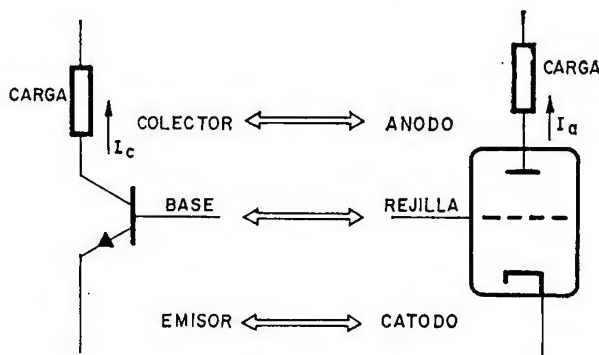 CARGA
CARGA
Ic
COLECTOR
ANODO
Ia
BASE
REJILLA
EMISOR
CATODO